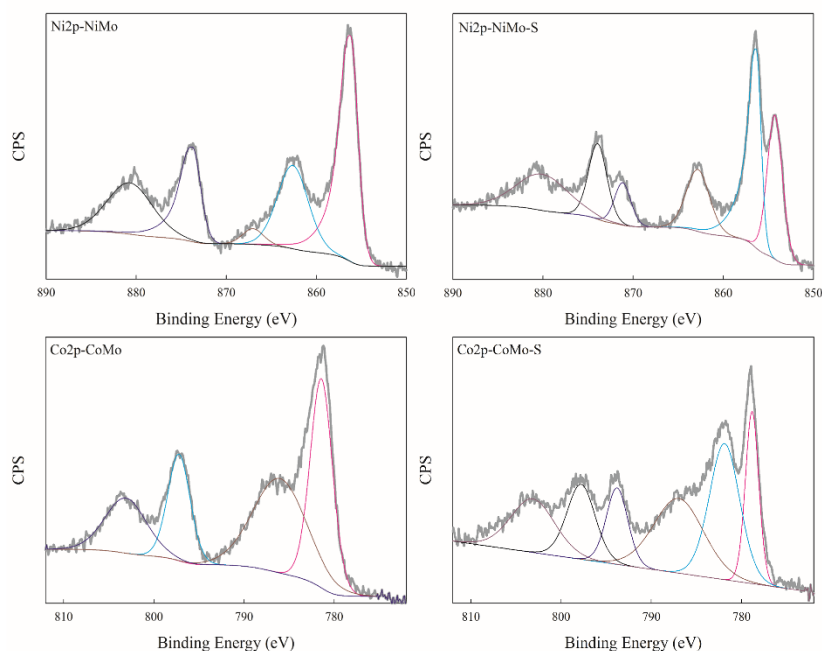 Ni2p-NiMo
CPS
890 880 870 860 850
Binding Energy (eV)
Ni2p-NiMo-S
CPS
890 880 870 860 850
Binding Energy (eV)
Co2p-CoMo
CPS
810 800 790 780
Binding Energy (eV)
Co2p-CoMo-S
CPS
810 800 790 780
Binding Energy (eV)